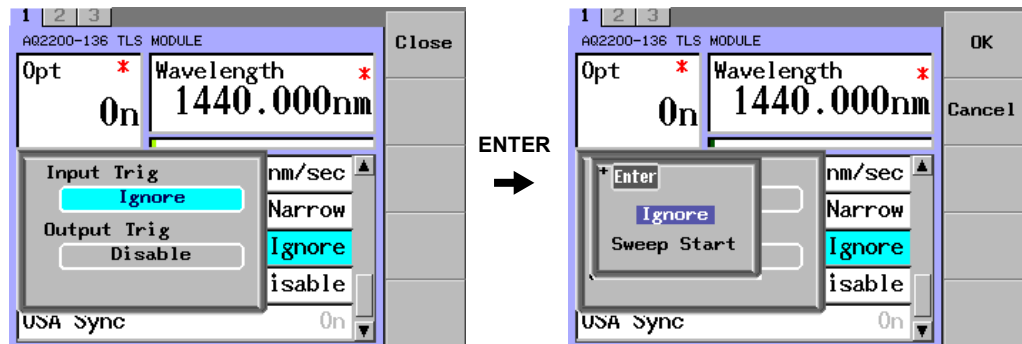 1 2 3
AQ2200-136 TLS MODULE
Close
Opt *
On
Wavelength *
1440.000nm
nm/sec
Narrow
Ignore
isable
USA Sync On
Input Trig
Ignore
Output Trig
Disable
ENTER
1 2 3
AQ2200-136 TLS MODULE
OK
Cancel
Opt *
On
Wavelength *
1440.000nm
nm/sec
Narrow
Ignore
isable
USA Sync On
Enter
Ignore
Sweep Start